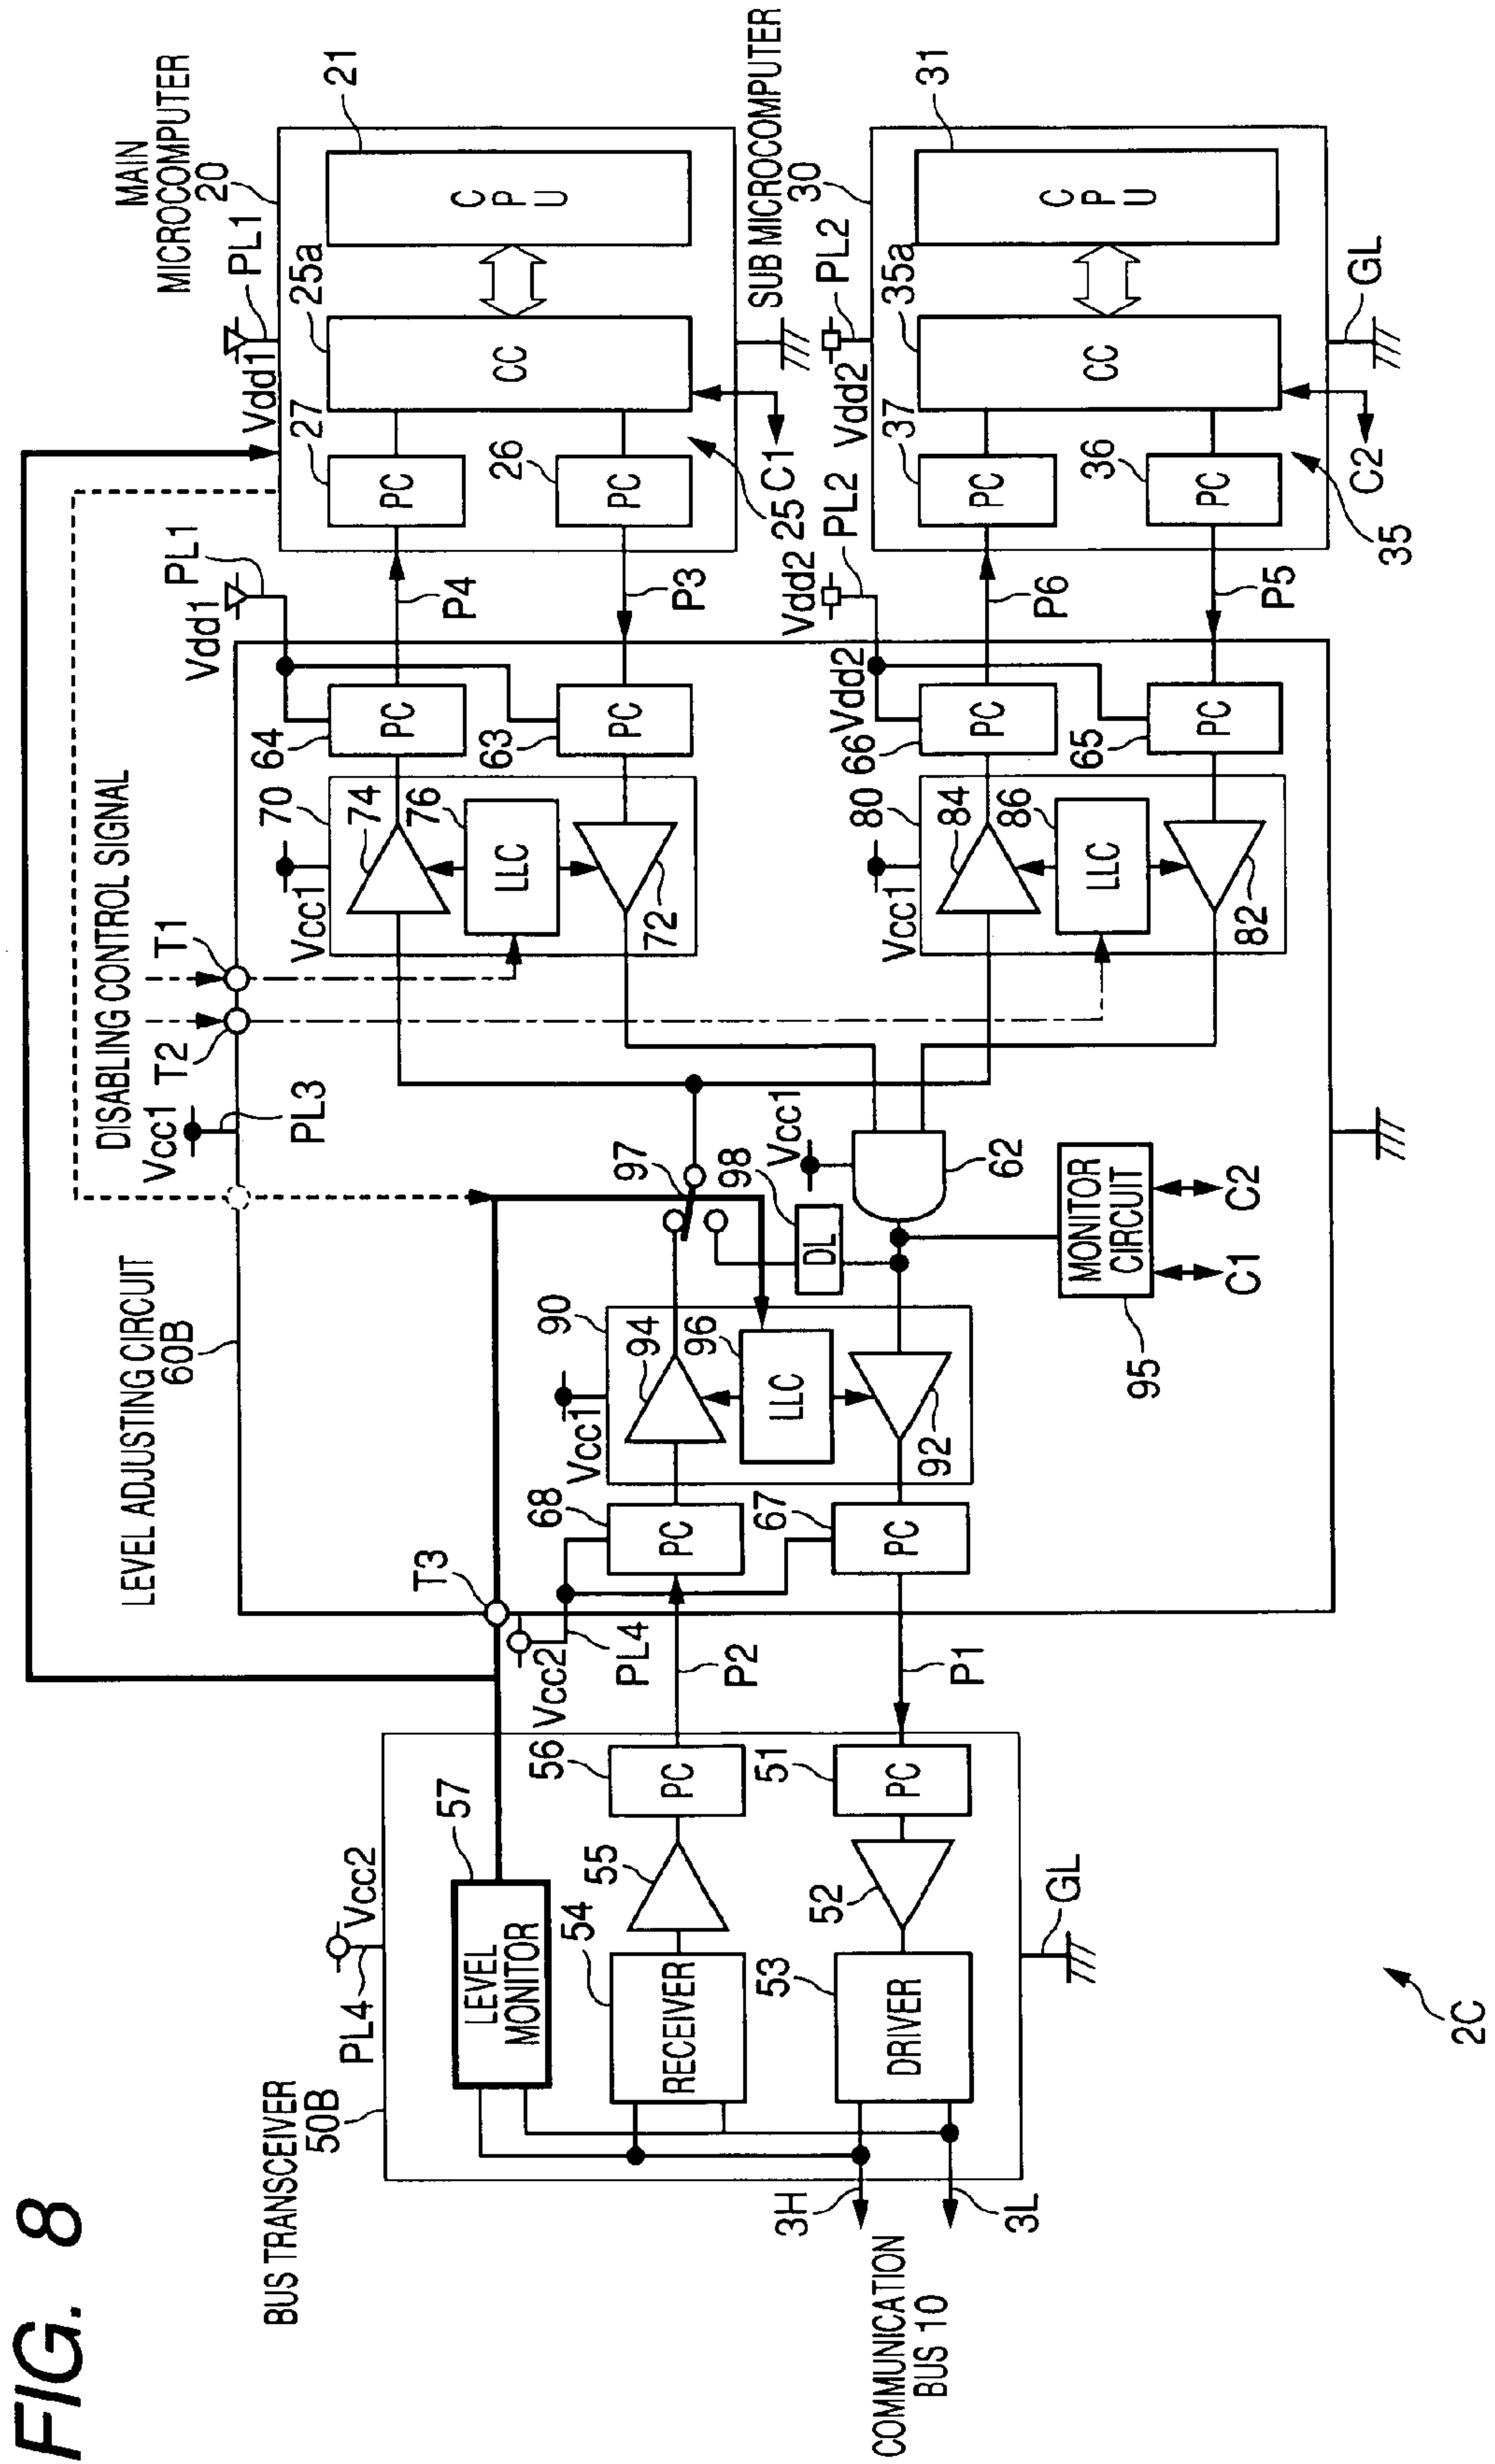 FIG. 8
BUS TRANSCEIVER
50B
PL4
Vcc2
57
LEVEL
MONITOR
54
55
56
RECEIVER
PC
53
52
51
DRIVER
PC
GL
3H
3L
COMMUNICATION
BUS 10
2C
LEVEL ADJUSTING CIRCUIT
60B
T3
Vcc2
PL4
P2
P1
68
PC
67
PC
Vcc1
90
94
96
LLC
92
97
98
DL
Vcc1
62
MONITOR
CIRCUIT
95
C1
C2
Vcc1
PL3
T2
T1
DISABLING CONTROL SIGNAL
Vcc1
70
74
76
LLC
72
64
PC
63
PC
Vdd1
PL1
P4
P3
Vcc1
80
84
86
LLC
82
66
PC
65
PC
Vdd2
Vdd2
PL2
P6
P5
MAIN
MICROCOMPUTER
20
PL1
Vdd1
27
PC
26
PC
25a
CC
21
CPU
25
C1
SUB MICROCOMPUTER
30
PL2
Vdd2
37
PC
36
PC
35a
CC
31
CPU
35
C2
GL